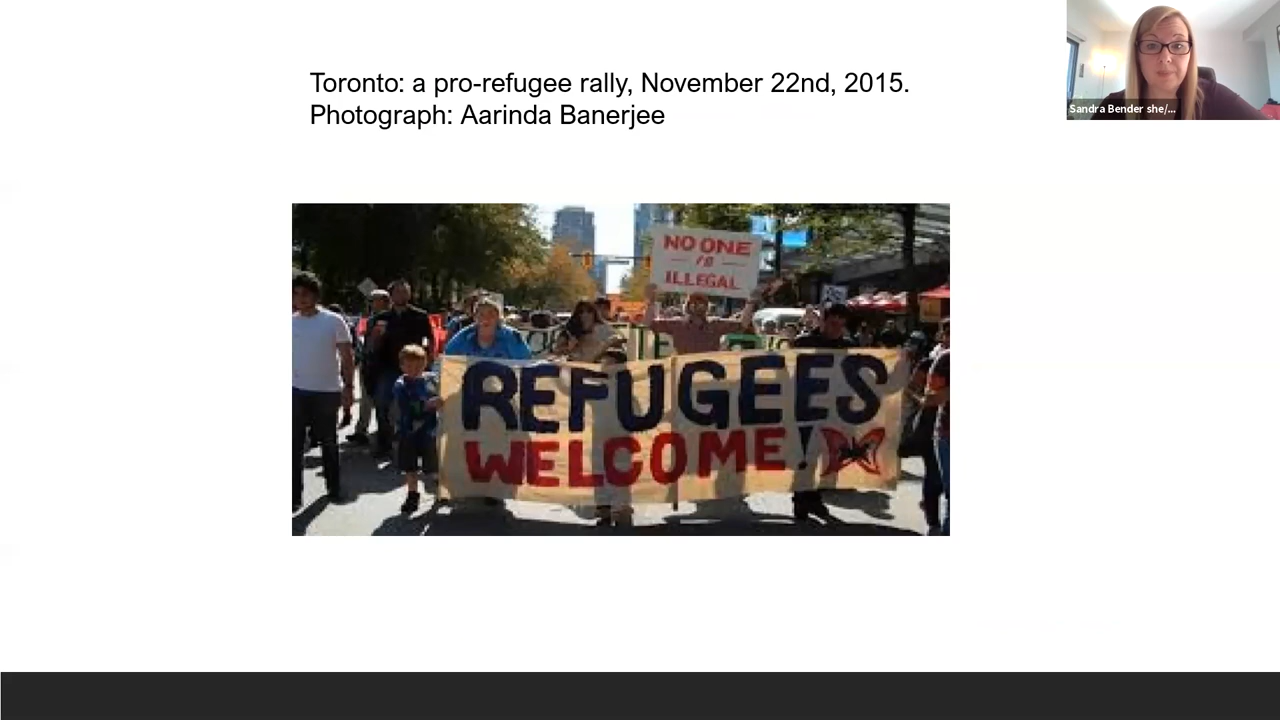 Toronto: a pro-refugee rally, November 22nd, 2015.
Photograph: Aarinda Banerjee
Sandra Bender she/...
NO ONE
IS
ILLEGAL
REFUGEES
WELCOME!